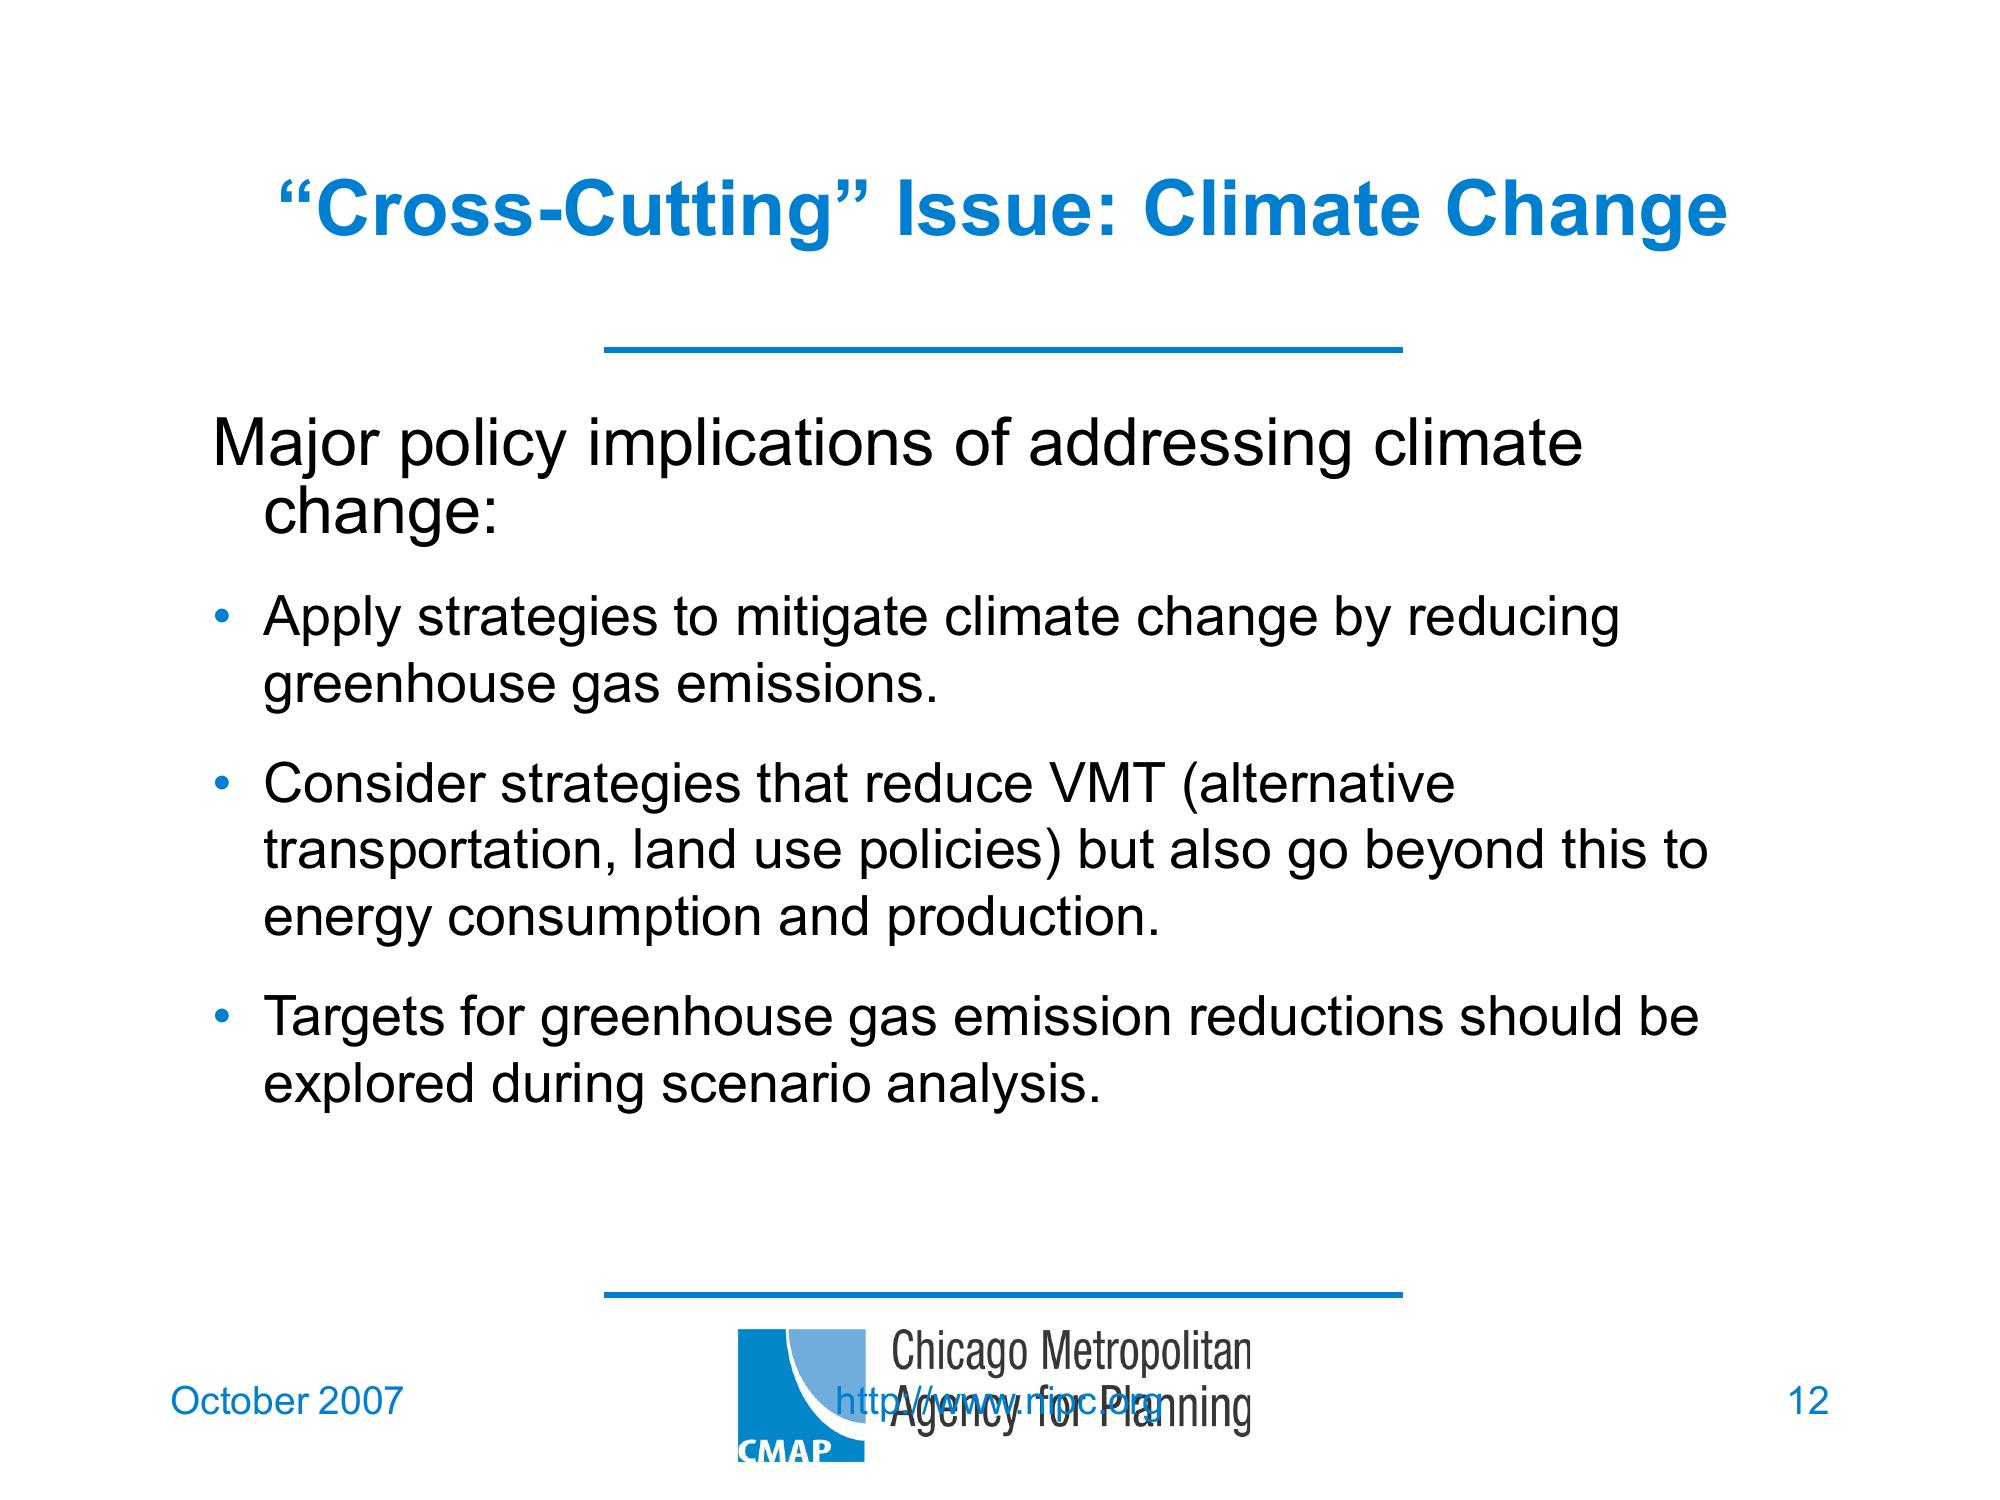 “Cross-Cutting” Issue: Climate Change
Major policy implications of addressing climate
change:
• Apply strategies to mitigate climate change by reducing
greenhouse gas emissions.
• Consider strategies that reduce VMT (alternative
transportation, land use policies) but also go beyond this to
energy consumption and production.
• Targets for greenhouse gas emission reductions should be
explored during scenario analysis.
Chicago Metropolitan
Agency for Planning
CMAP
October 2007
http://www.nipc.org
12